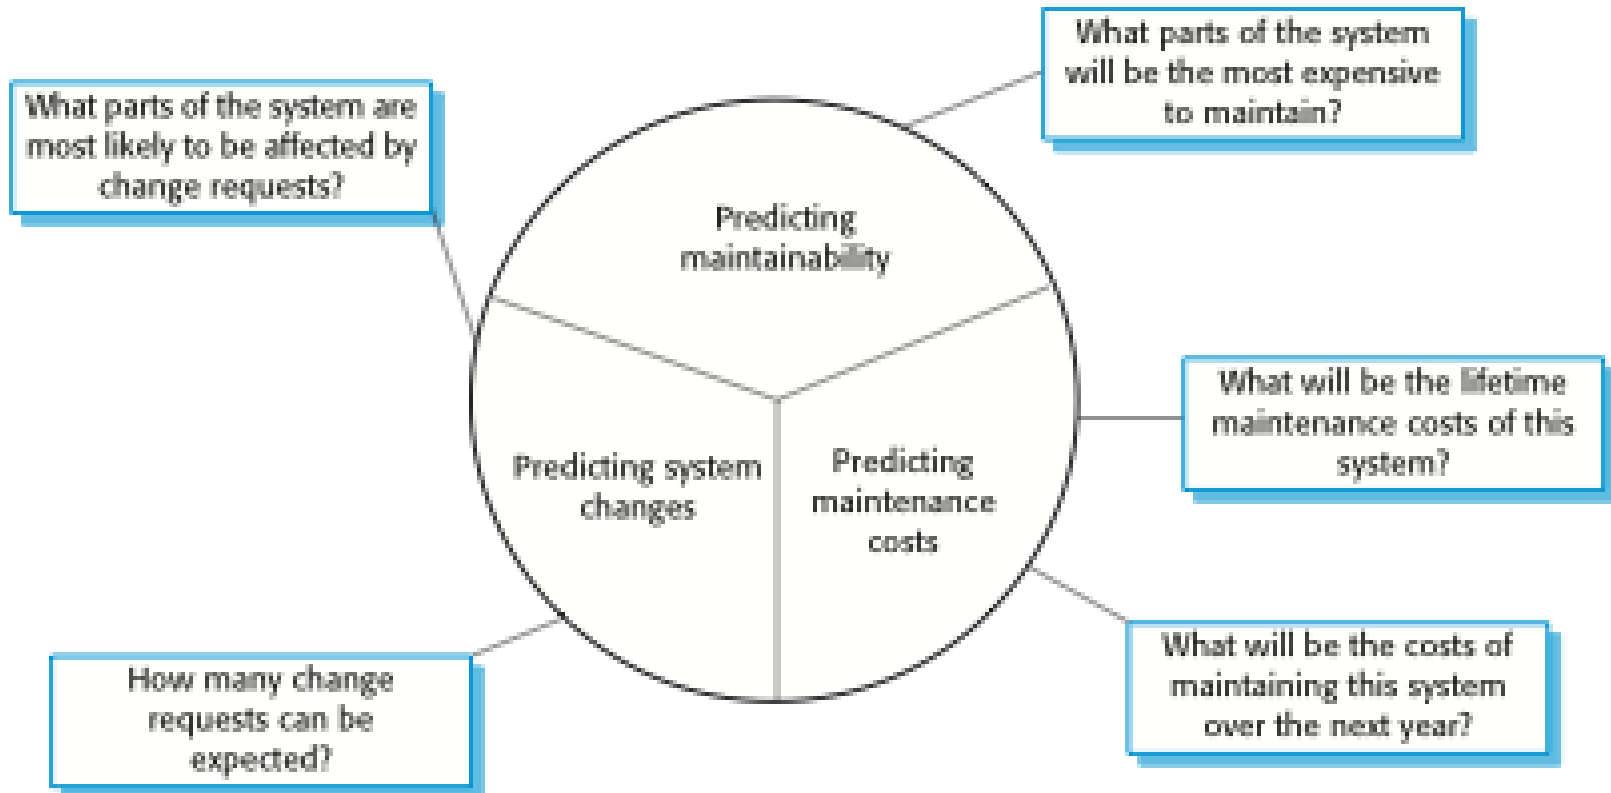 What parts of the system
will be the most expensive
to maintain?
What parts of the system are
most likely to be affected by
change requests?
Predicting
maintainability
What will be the lifetime
maintenance costs of this
system?
Predicting system
changes
Predicting
maintenance
costs
What will be the costs of
maintaining this system
over the next year?
How many change
requests can be
expected?